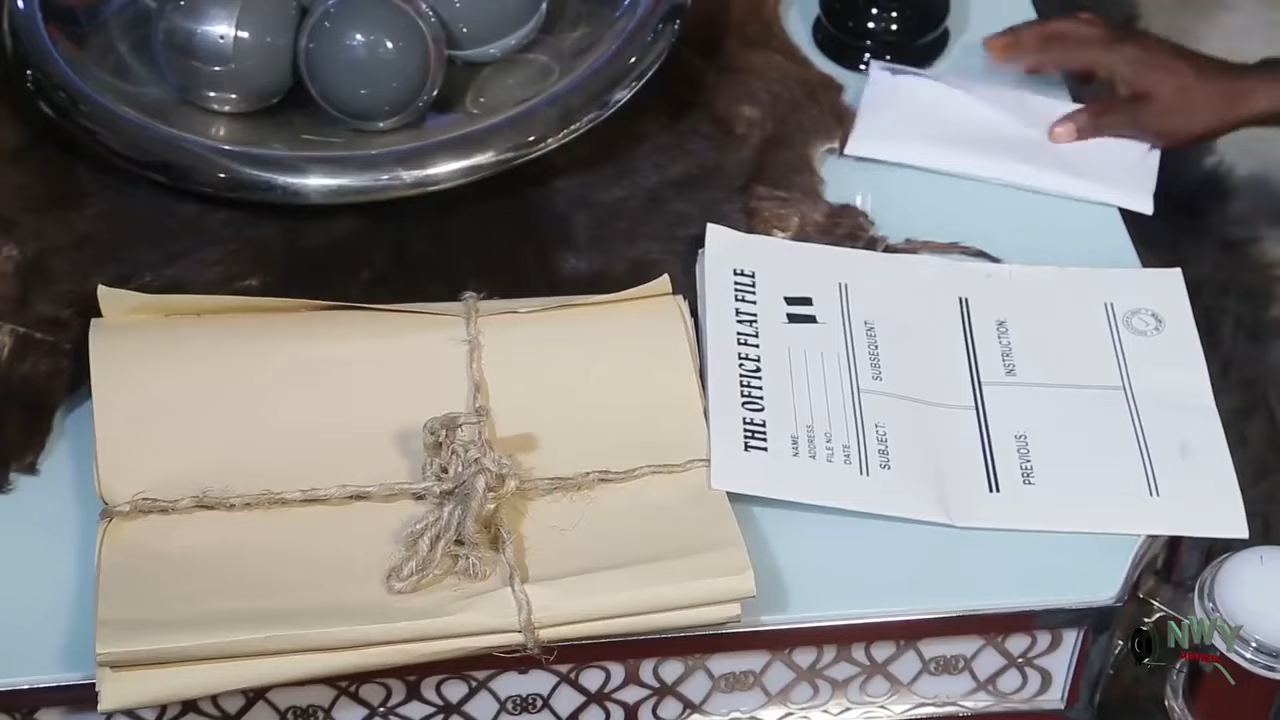 THE OFFICE FLAT FILE
NAME:
ADDRESS
FILE NO.
DATE:
SUBJECT:
SUBSEQUENT:
PREVIOUS:
INSTRUCTION:
NWY